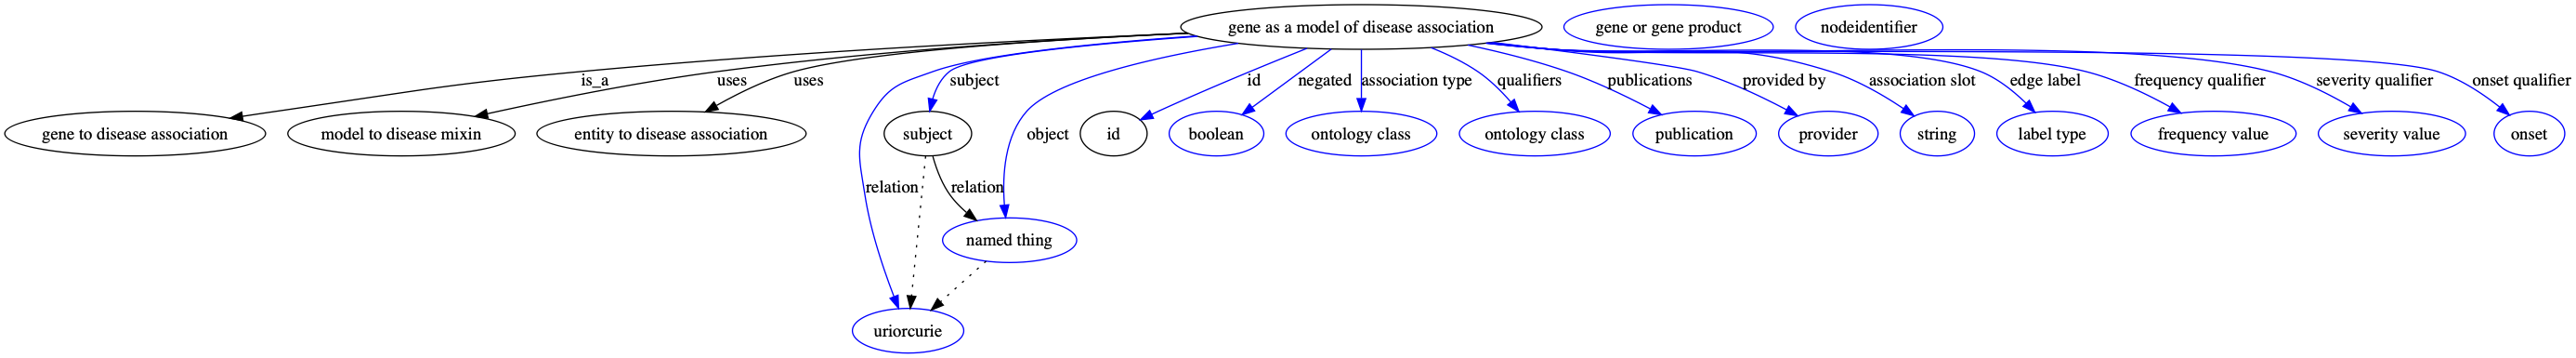 gene as a model of disease association
gene or gene product
nodeidentifier
is_a
uses
uses
subject
id
negated
association type
qualifiers
publications
provided by
association slot
edge label
frequency qualifier
severity qualifier
onset qualifier
gene to disease association
model to disease mixin
entity to disease association
subject
object
id
boolean
ontology class
ontology class
publication
provider
string
label type
frequency value
severity value
onset
relation
relation
named thing
uriorcurie